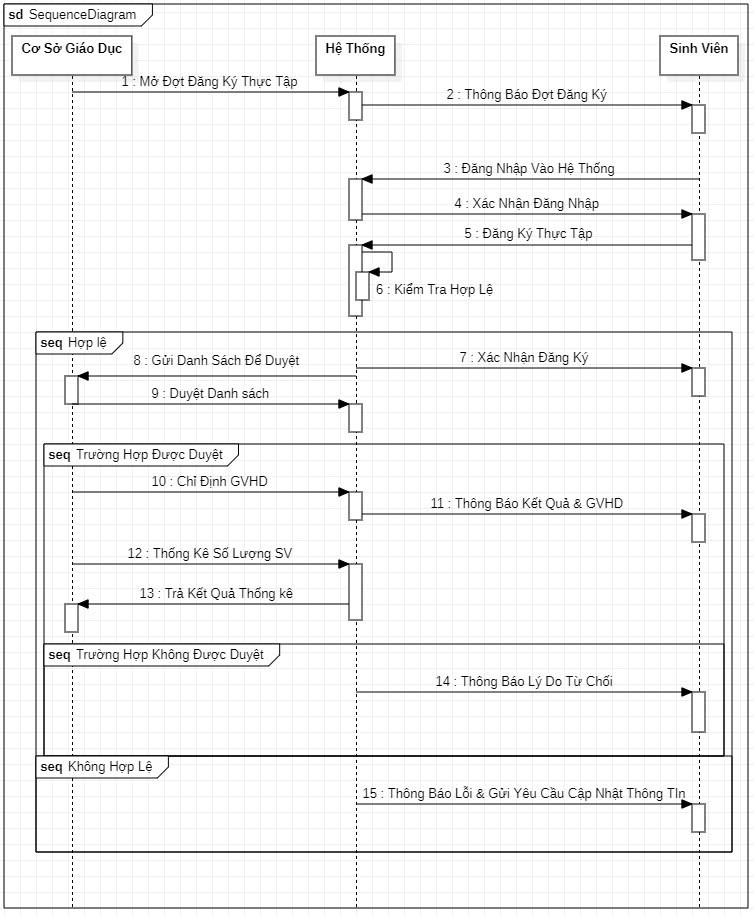 sd SequenceDiagram
Cơ Sở Giáo Dục
Hệ Thống
Sinh Viên
1 : Mở Đợt Đăng Ký Thực Tập
2 : Thông Báo Đợt Đăng Ký
3 : Đăng Nhập Vào Hệ Thống
4 : Xác Nhận Đăng Nhập
5 : Đăng Ký Thực Tập
6 : Kiểm Tra Hợp Lệ
seq Hợp lệ
8 : Gửi Danh Sách Để Duyệt
7 : Xác Nhận Đăng Ký
9 : Duyệt Danh sách
seq Trường Hợp Được Duyệt
10 : Chỉ Định GVHD
11 : Thông Báo Kết Quả & GVHD
12 : Thống Kê Số Lượng SV
13 : Trả Kết Quả Thống kê
seq Trường Hợp Không Được Duyệt
14 : Thông Báo Lý Do Từ Chối
seq Không Hợp Lệ
15 : Thông Báo Lỗi & Gửi Yêu Cầu Cập Nhật Thông TIn